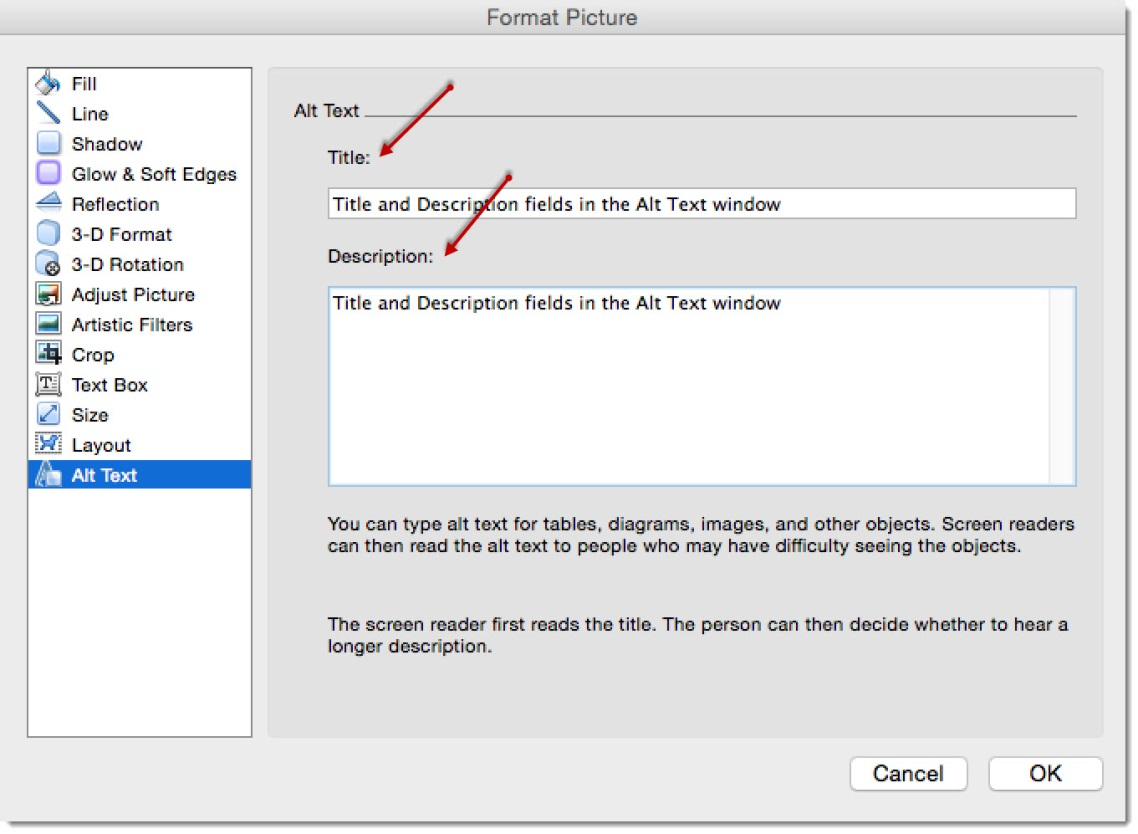 Format Picture
Fill
Line
Shadow
Glow & Soft Edges
Reflection
3-D Format
3-D Rotation
Adjust Picture
Artistic Filters
Crop
Text Box
Size
Layout
Alt Text
Alt Text
Title:
Title and Description fields in the Alt Text window
Description:
Title and Description fields in the Alt Text window
You can type alt text for tables, diagrams, images, and other objects. Screen readers
can then read the alt text to people who may have difficulty seeing the objects.
The screen reader first reads the title. The person can then decide whether to hear a
longer description.
Cancel
OK